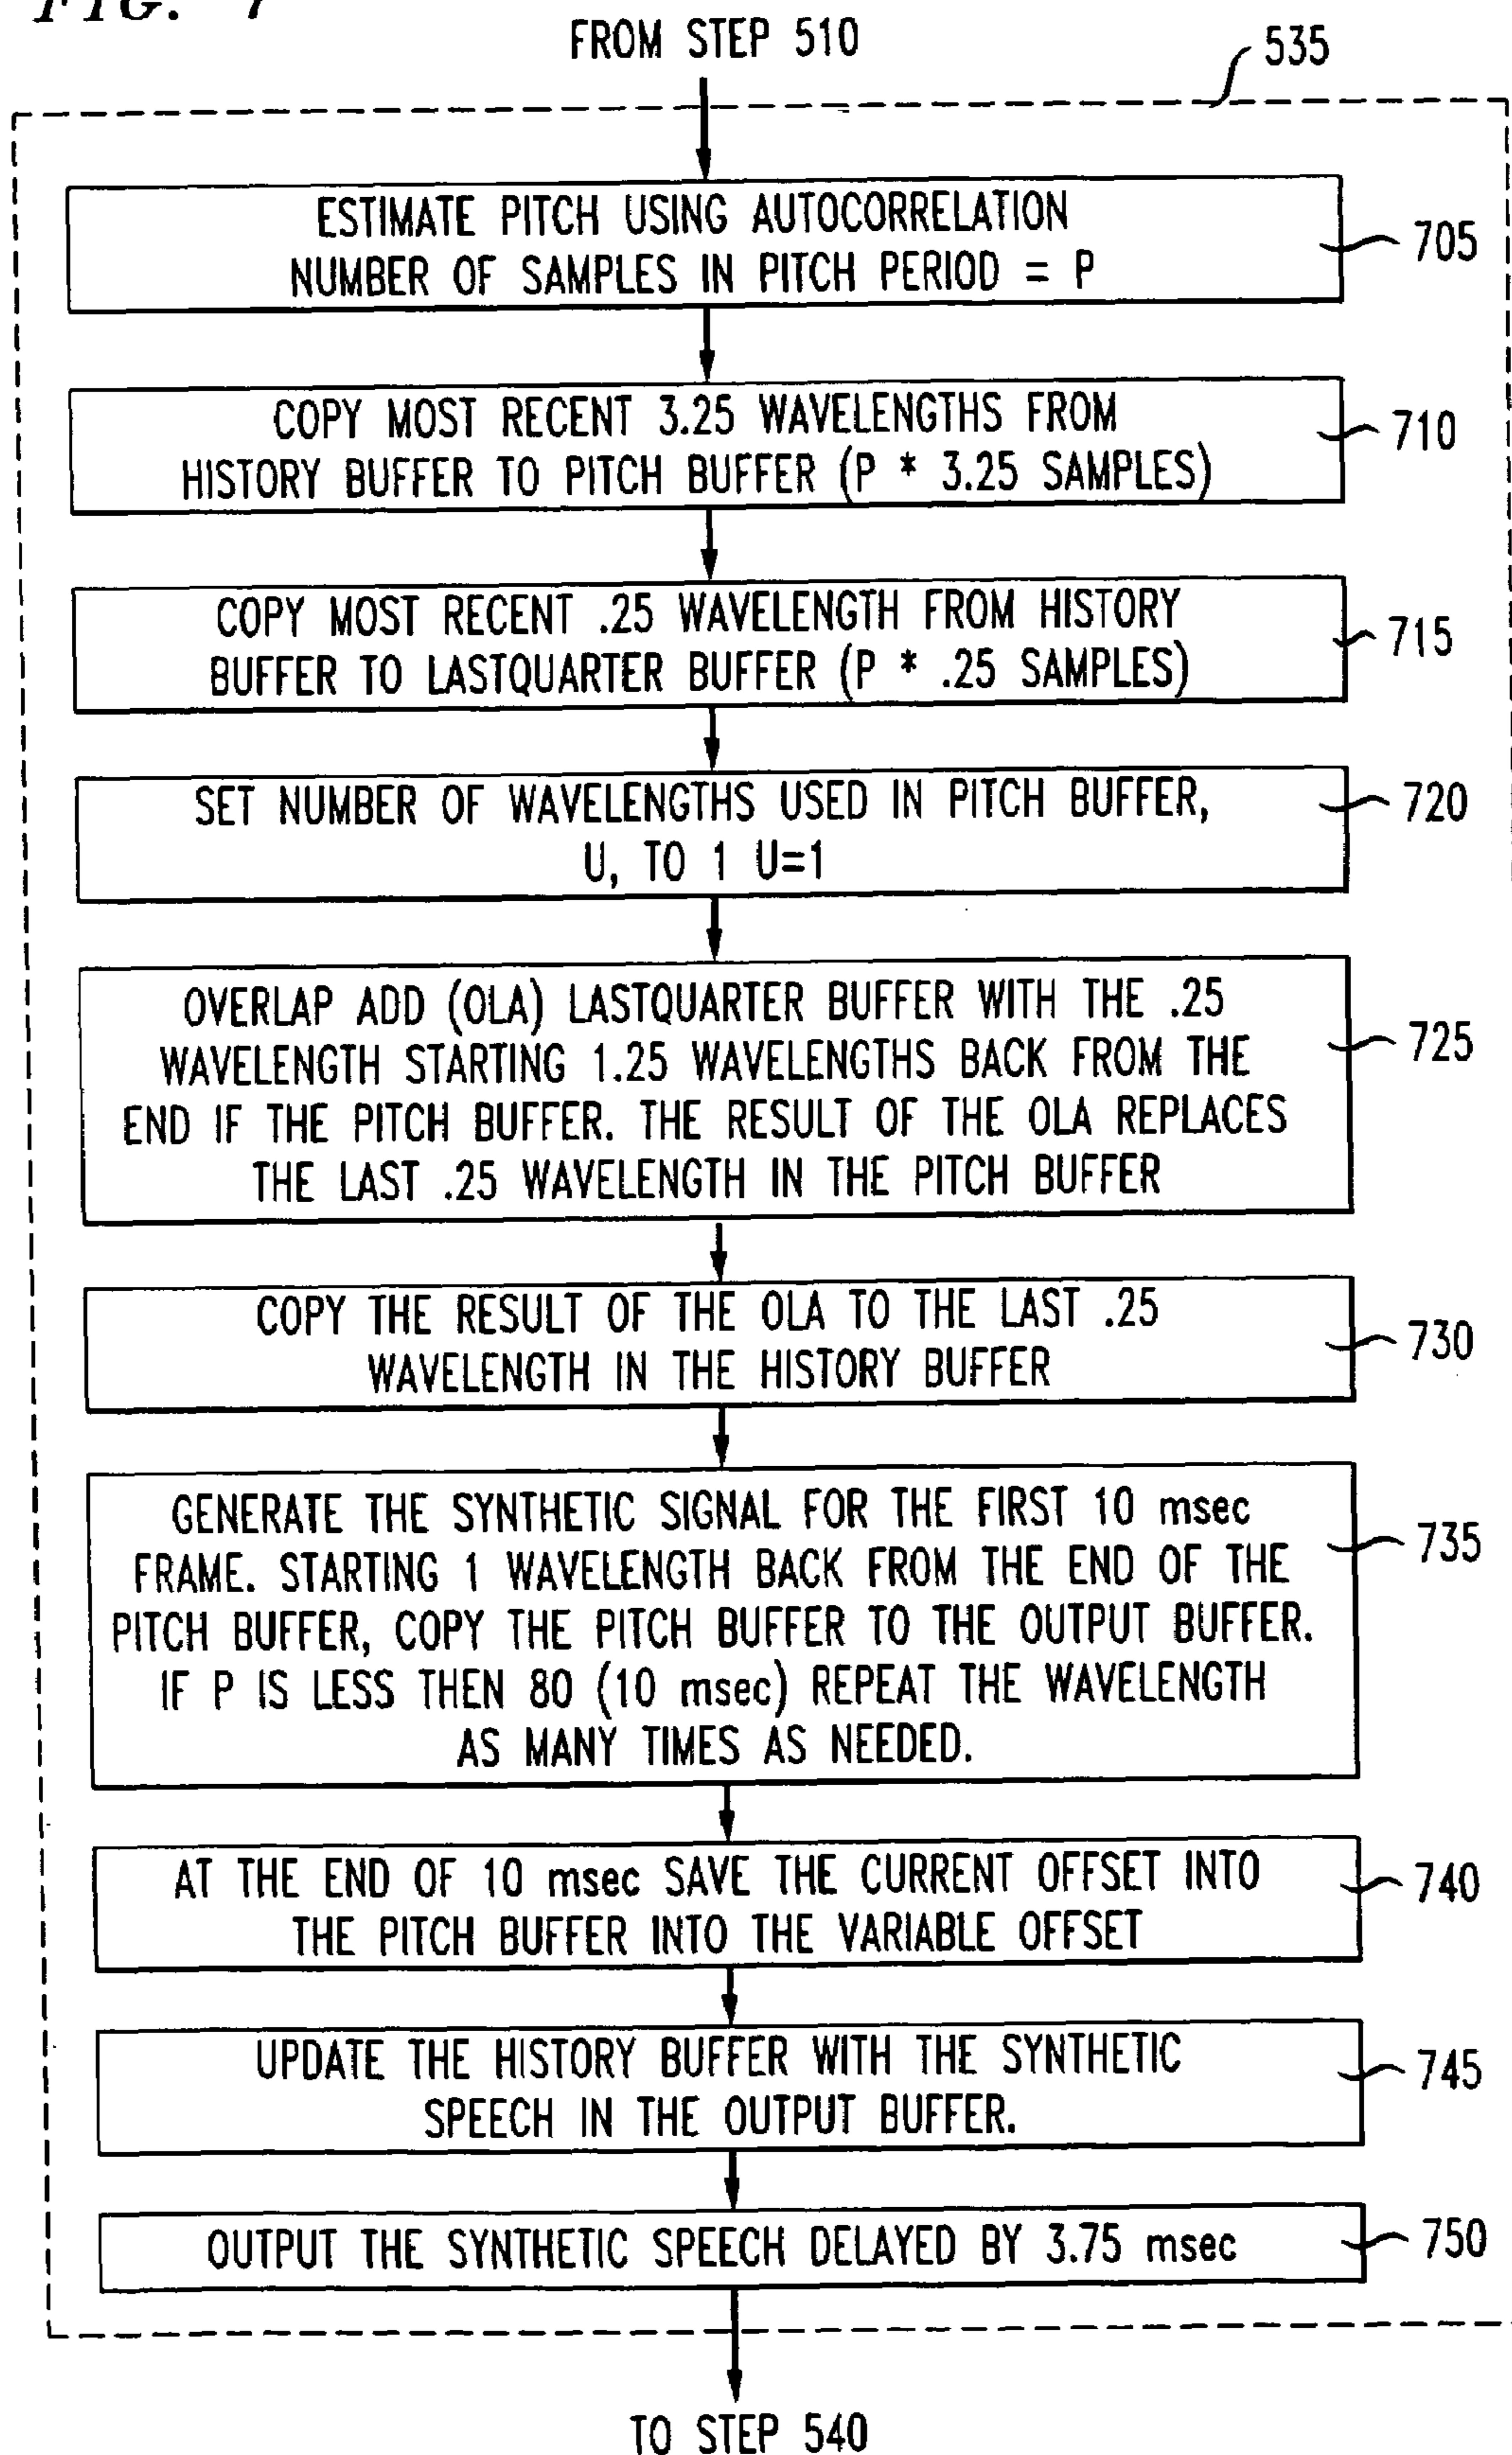 FIG. 7
FROM STEP 510
535
ESTIMATE PITCH USING AUTOCORRELATION
NUMBER OF SAMPLES IN PITCH PERIOD = P
705
COPY MOST RECENT 3.25 WAVELENGTHS FROM
HISTORY BUFFER TO PITCH BUFFER (P * 3.25 SAMPLES)
710
COPY MOST RECENT .25 WAVELENGTH FROM HISTORY
BUFFER TO LASTQUARTER BUFFER (P * .25 SAMPLES)
715
SET NUMBER OF WAVELENGTHS USED IN PITCH BUFFER,
U, TO 1 U=1
720
OVERLAP ADD (OLA) LASTQUARTER BUFFER WITH THE .25
WAVELENGTH STARTING 1.25 WAVELENGTHS BACK FROM THE
END IF THE PITCH BUFFER. THE RESULT OF THE OLA REPLACES
THE LAST .25 WAVELENGTH IN THE PITCH BUFFER
725
COPY THE RESULT OF THE OLA TO THE LAST .25
WAVELENGTH IN THE HISTORY BUFFER
730
GENERATE THE SYNTHETIC SIGNAL FOR THE FIRST 10 msec
FRAME. STARTING 1 WAVELENGTH BACK FROM THE END OF THE
PITCH BUFFER, COPY THE PITCH BUFFER TO THE OUTPUT BUFFER.
IF P IS LESS THEN 80 (10 msec) REPEAT THE WAVELENGTH
AS MANY TIMES AS NEEDED.
735
AT THE END OF 10 msec SAVE THE CURRENT OFFSET INTO
THE PITCH BUFFER INTO THE VARIABLE OFFSET
740
UPDATE THE HISTORY BUFFER WITH THE SYNTHETIC
SPEECH IN THE OUTPUT BUFFER.
745
OUTPUT THE SYNTHETIC SPEECH DELAYED BY 3.75 msec
750
TO STEP 540